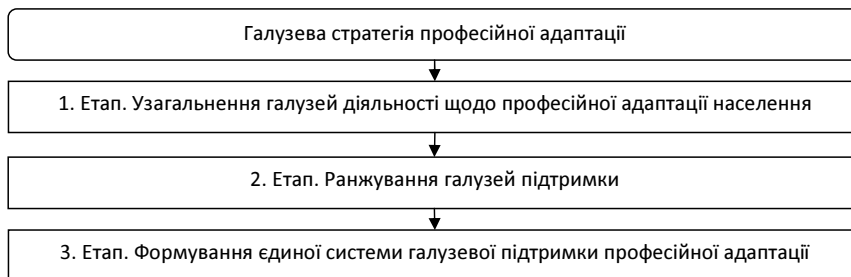 Галузева стратегія професійної адаптації
1. Етап. Узагальнення галузей діяльності щодо професійної адаптації населення
2. Етап. Ранжування галузей підтримки
3. Етап. Формування єдиної системи галузевої підтримки професійної адаптації